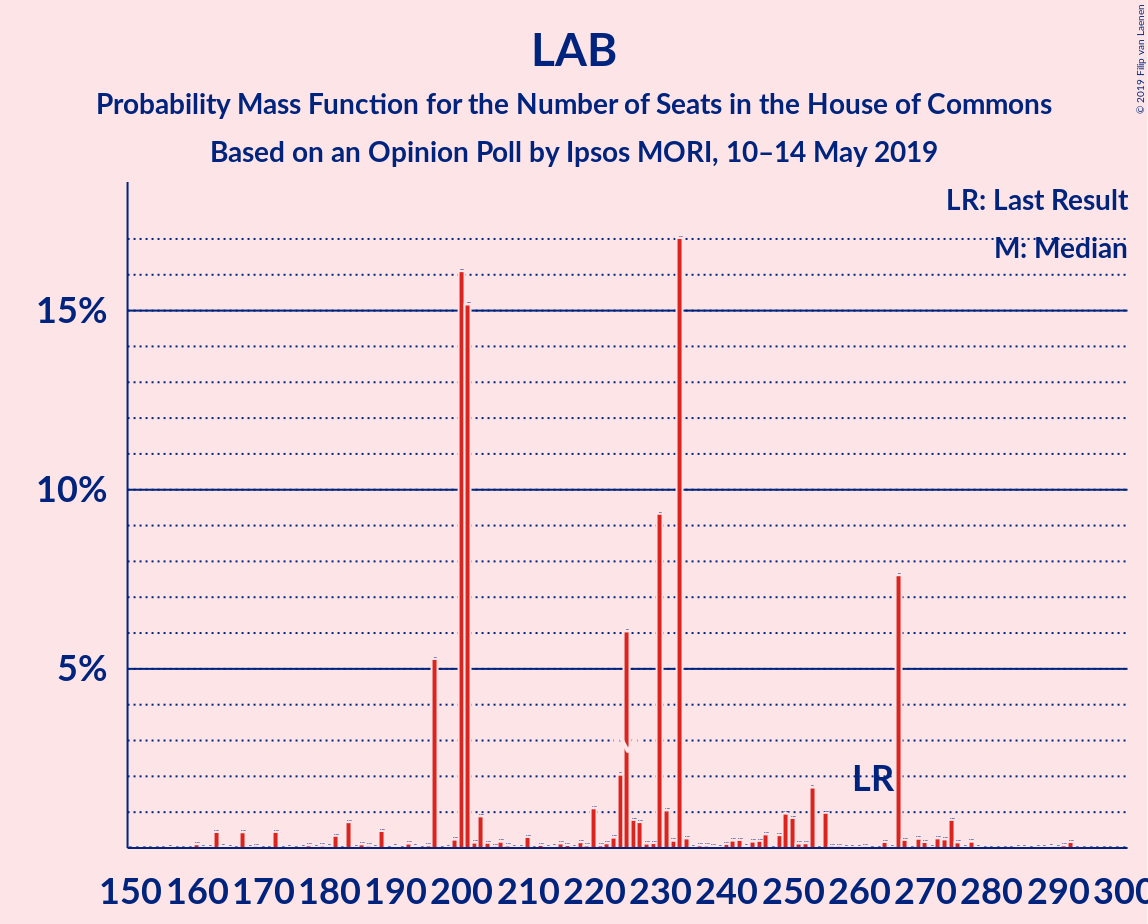 LAB
Probability Mass Function for the Number of Seats in the House of Commons
Based on an Opinion Poll by Ipsos MORI, 10–14 May 2019
© 2019 Filip van Laenen
LR: Last Result
M: Median
15%
10%
5%
LR
150 160 170 180 190 200 210 220 230 240 250 260 270 280 290 300